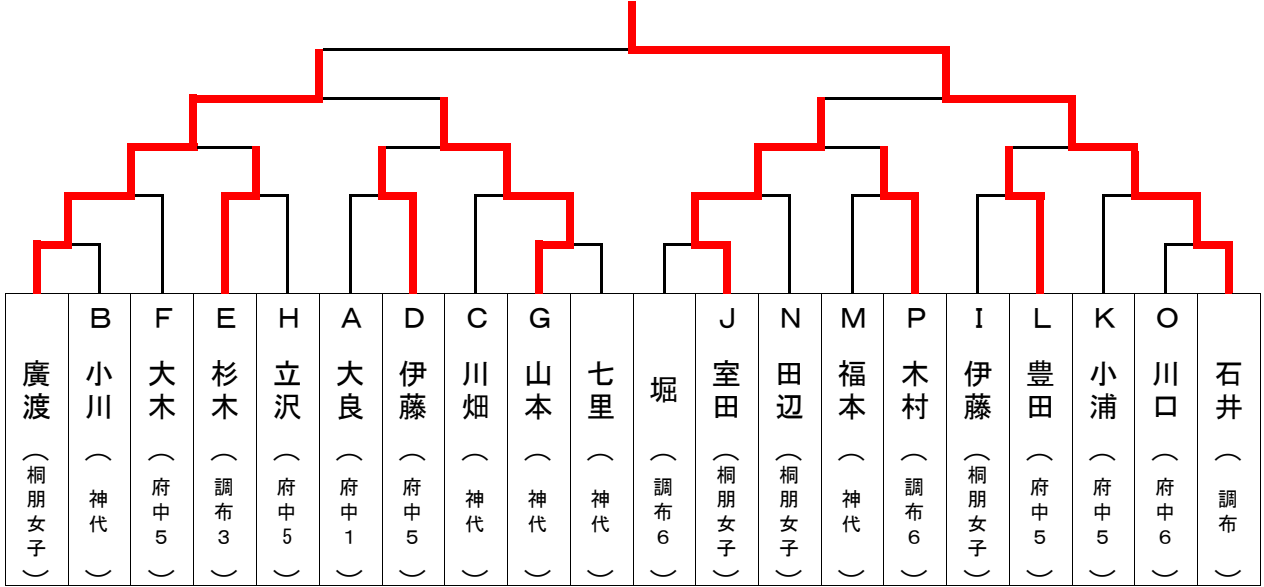 廣渡（桐朋女子）
B 小川（神代）
F 大木（府中5）
E 杉木（調布3）
H 立沢（府中5）
A 大良（府中1）
D 伊藤（府中5）
C 川畑（神代）
G 山本（神代）
七里（神代）
堀（調布6）
J 室田（桐朋女子）
N 田辺（桐朋女子）
M 福本（神代）
P 木村（調布6）
I 伊藤（桐朋女子）
L 豊田（府中5）
K 小浦（府中5）
O 川口（府中6）
石井（調布）